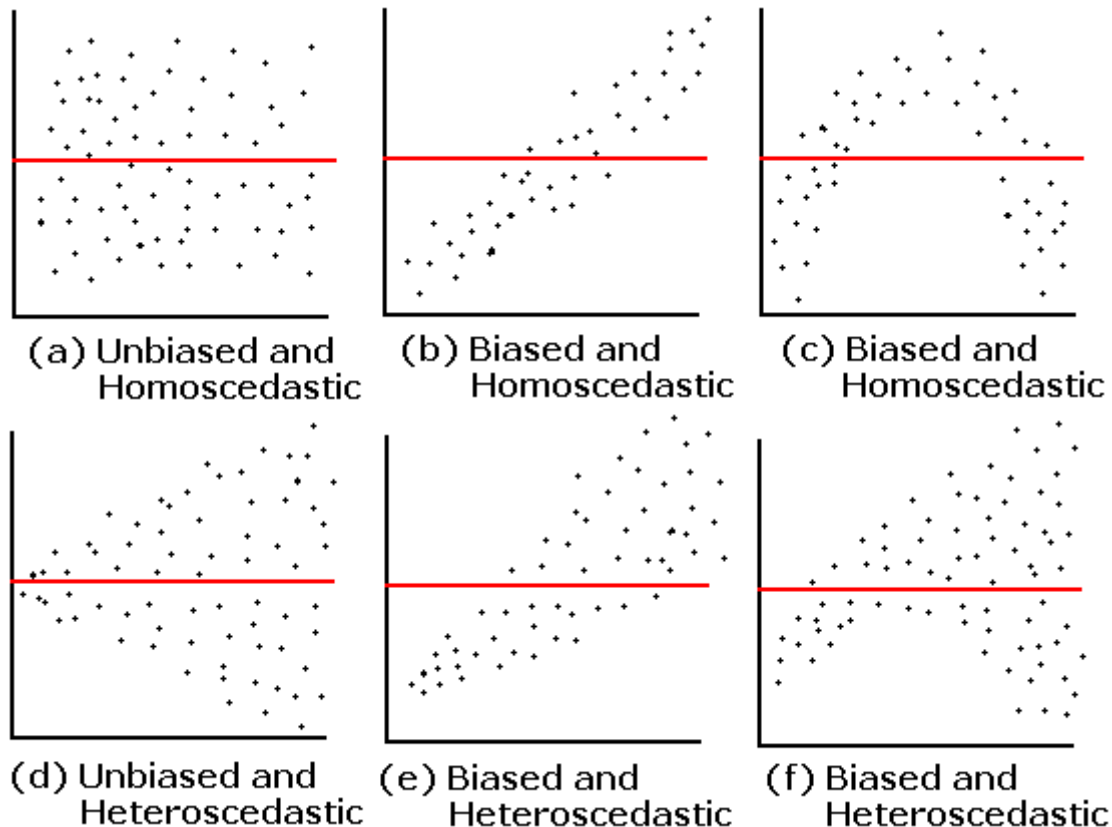 (a) Unbiased and
Homoscedastic
(b) Biased and
Homoscedastic
(c) Biased and
Homoscedastic
(d) Unbiased and
Heteroscedastic
(e) Biased and
Heteroscedastic
(f) Biased and
Heteroscedastic